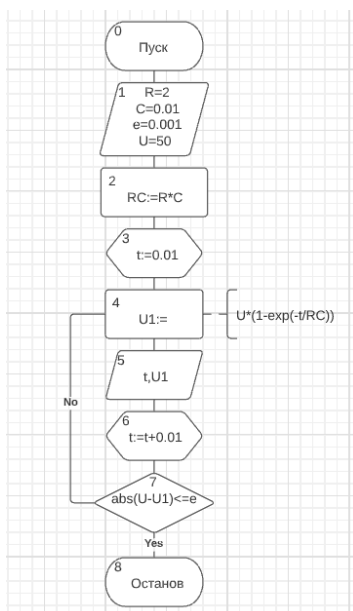 0
Пуск
1
R=2
C=0.01
e=0.001
U=50
2
RC:=R*C
3
t:=0.01
4
U1:=
U*(1-exp(-t/RC))
5
t,U1
No
6
t:=t+0.01
7
abs(U-U1)<=e
Yes
8
Останов